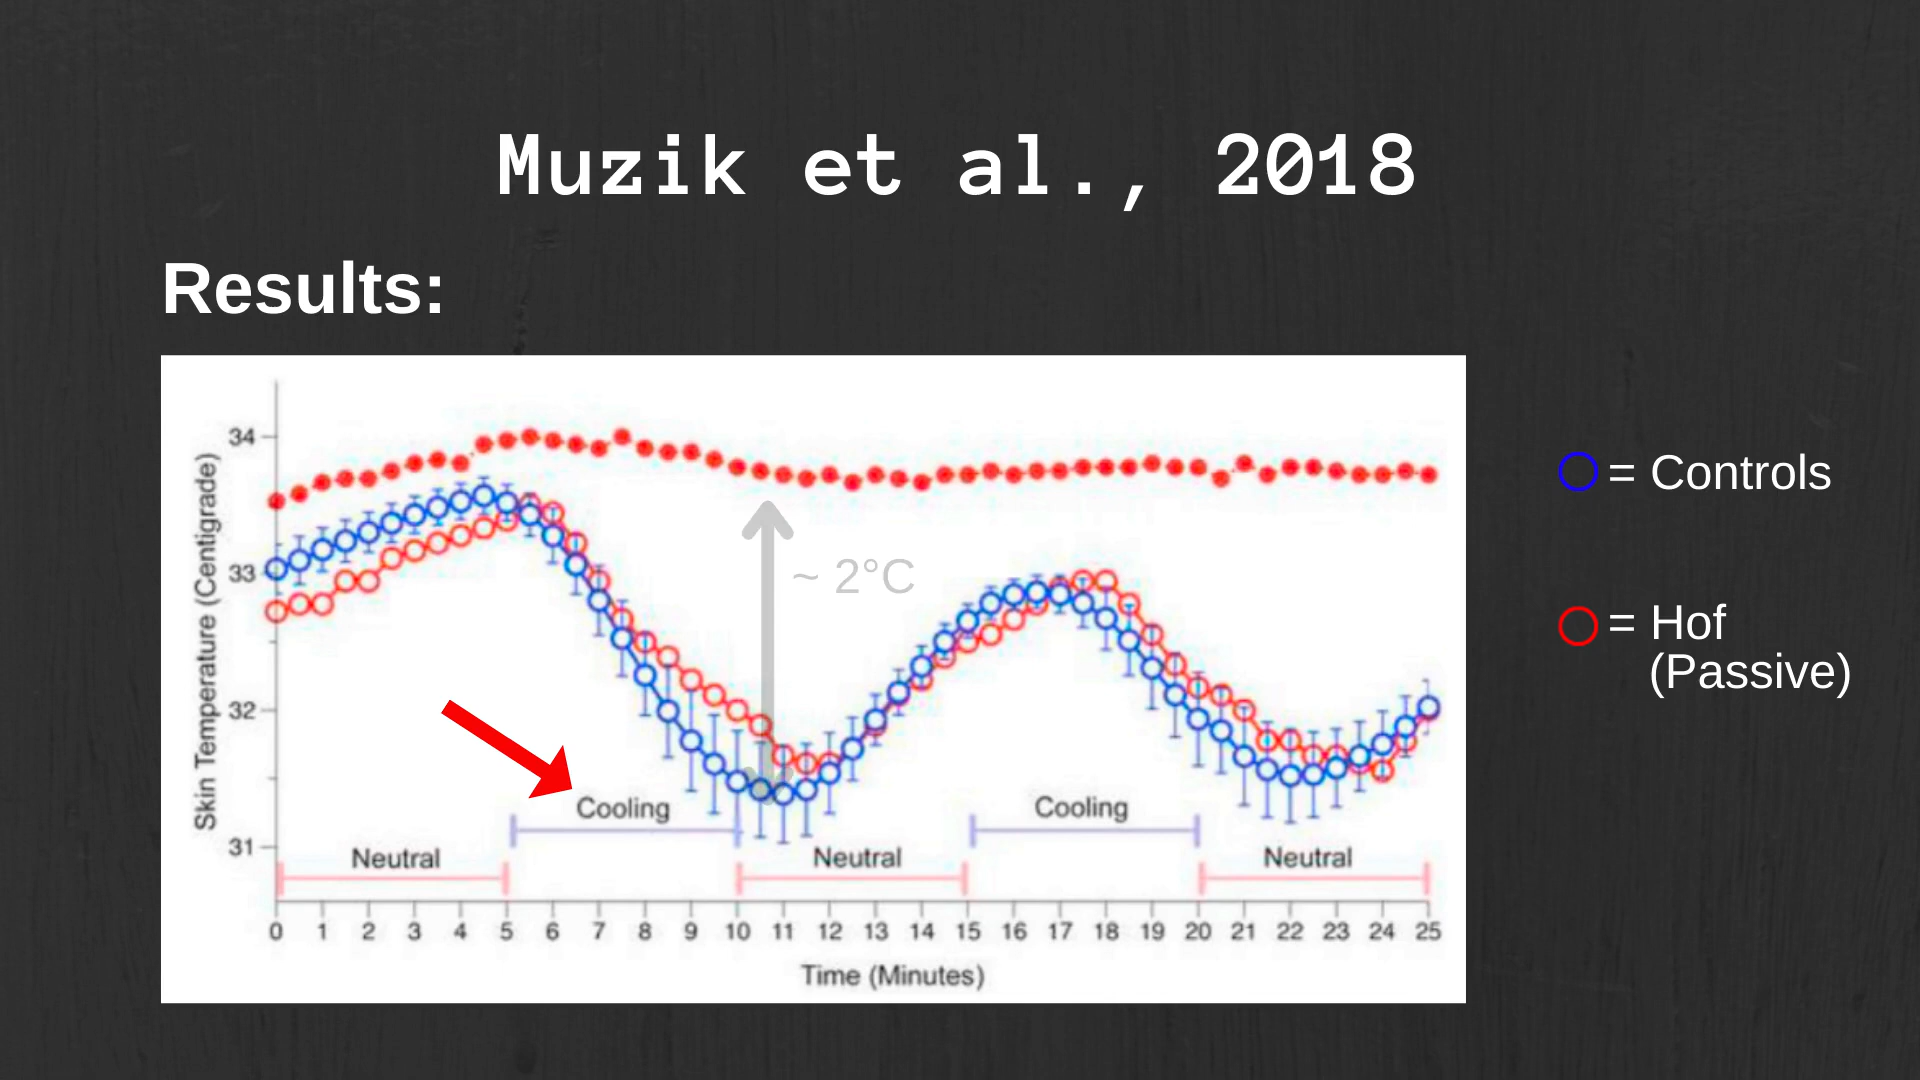 Muzik et al., 2018
Results:
Skin Temperature (Centigrade)
34
33
32
31
~ 2°C
Cooling
Cooling
Neutral
Neutral
Neutral
0 1 2 3 4 5 6 7 8 9 10 11 12 13 14 15 16 17 18 19 20 21 22 23 24 25
Time (Minutes)
= Controls
= Hof
(Passive)